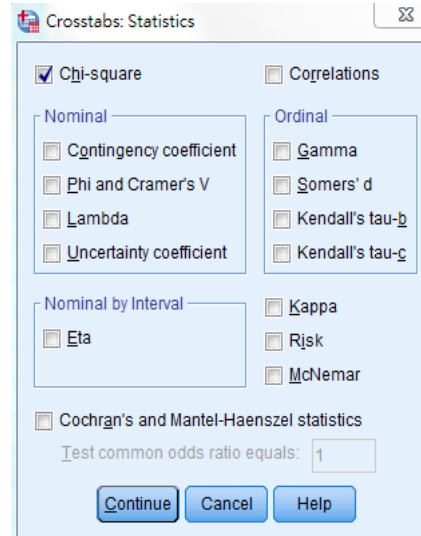 Crosstabs: Statistics
Chi-square
Correlations
Nominal
Contingency coefficient
Phi and Cramer's V
Lambda
Uncertainty coefficient
Ordinal
Gamma
Somers' d
Kendall's tau-b
Kendall's tau-c
Nominal by Interval
Eta
Kappa
Risk
McNemar
Cochran's and Mantel-Haenszel statistics
Test common odds ratio equals: 1
Continue Cancel Help